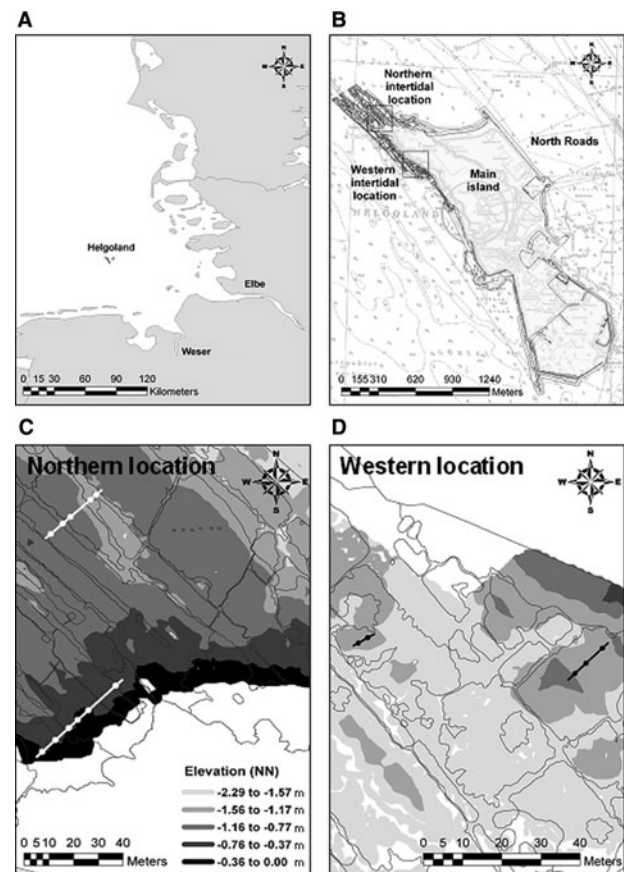 A
N
W E
S
Helgoland
Elbe
Weser
0 15 30 60 90 120
Kilometers
B
N
W E
S
Northern
intertidal
location
North Roads
Western
intertidal
location
Main
island
HELGOLAND
0 155 310 620 930 1240
Meters
C
Northern location
N
W E
S
Elevation (NN)
-2.29 to -1.57 m
-1.56 to -1.17 m
-1.16 to -0.77 m
-0.76 to -0.37 m
-0.36 to 0.00 m
0 5 10 20 30 40
Meters
D
Western location
N
W E
S
0 5 10 20 30 40
Meters